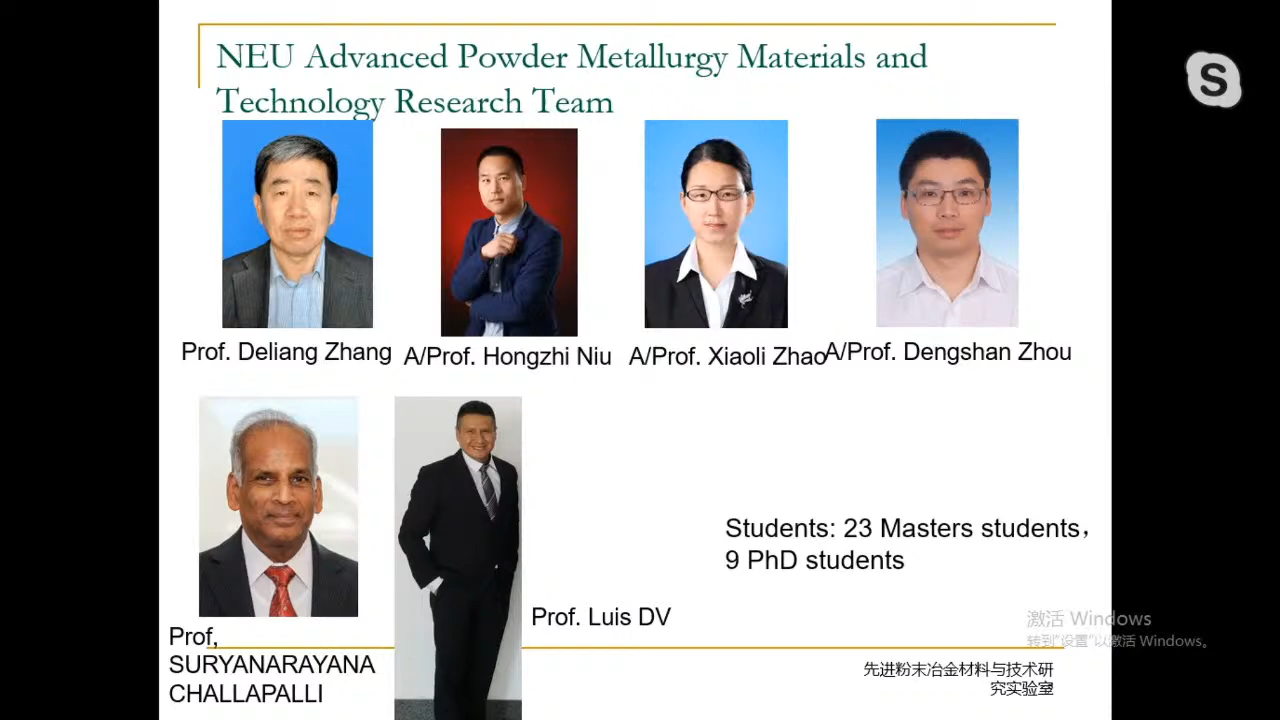 NEU Advanced Powder Metallurgy Materials and
Technology Research Team
S
Prof. Deliang Zhang
A/Prof. Hongzhi Niu
A/Prof. Xiaoli Zhao
A/Prof. Dengshan Zhou
Students: 23 Masters students，
9 PhD students
Prof. Luis DV
Prof,
SURYANARAYANA
CHALLAPALLI
激活 Windows
转到"设置"以激活 Windows。
先进粉末冶金材料与技术研
究实验室